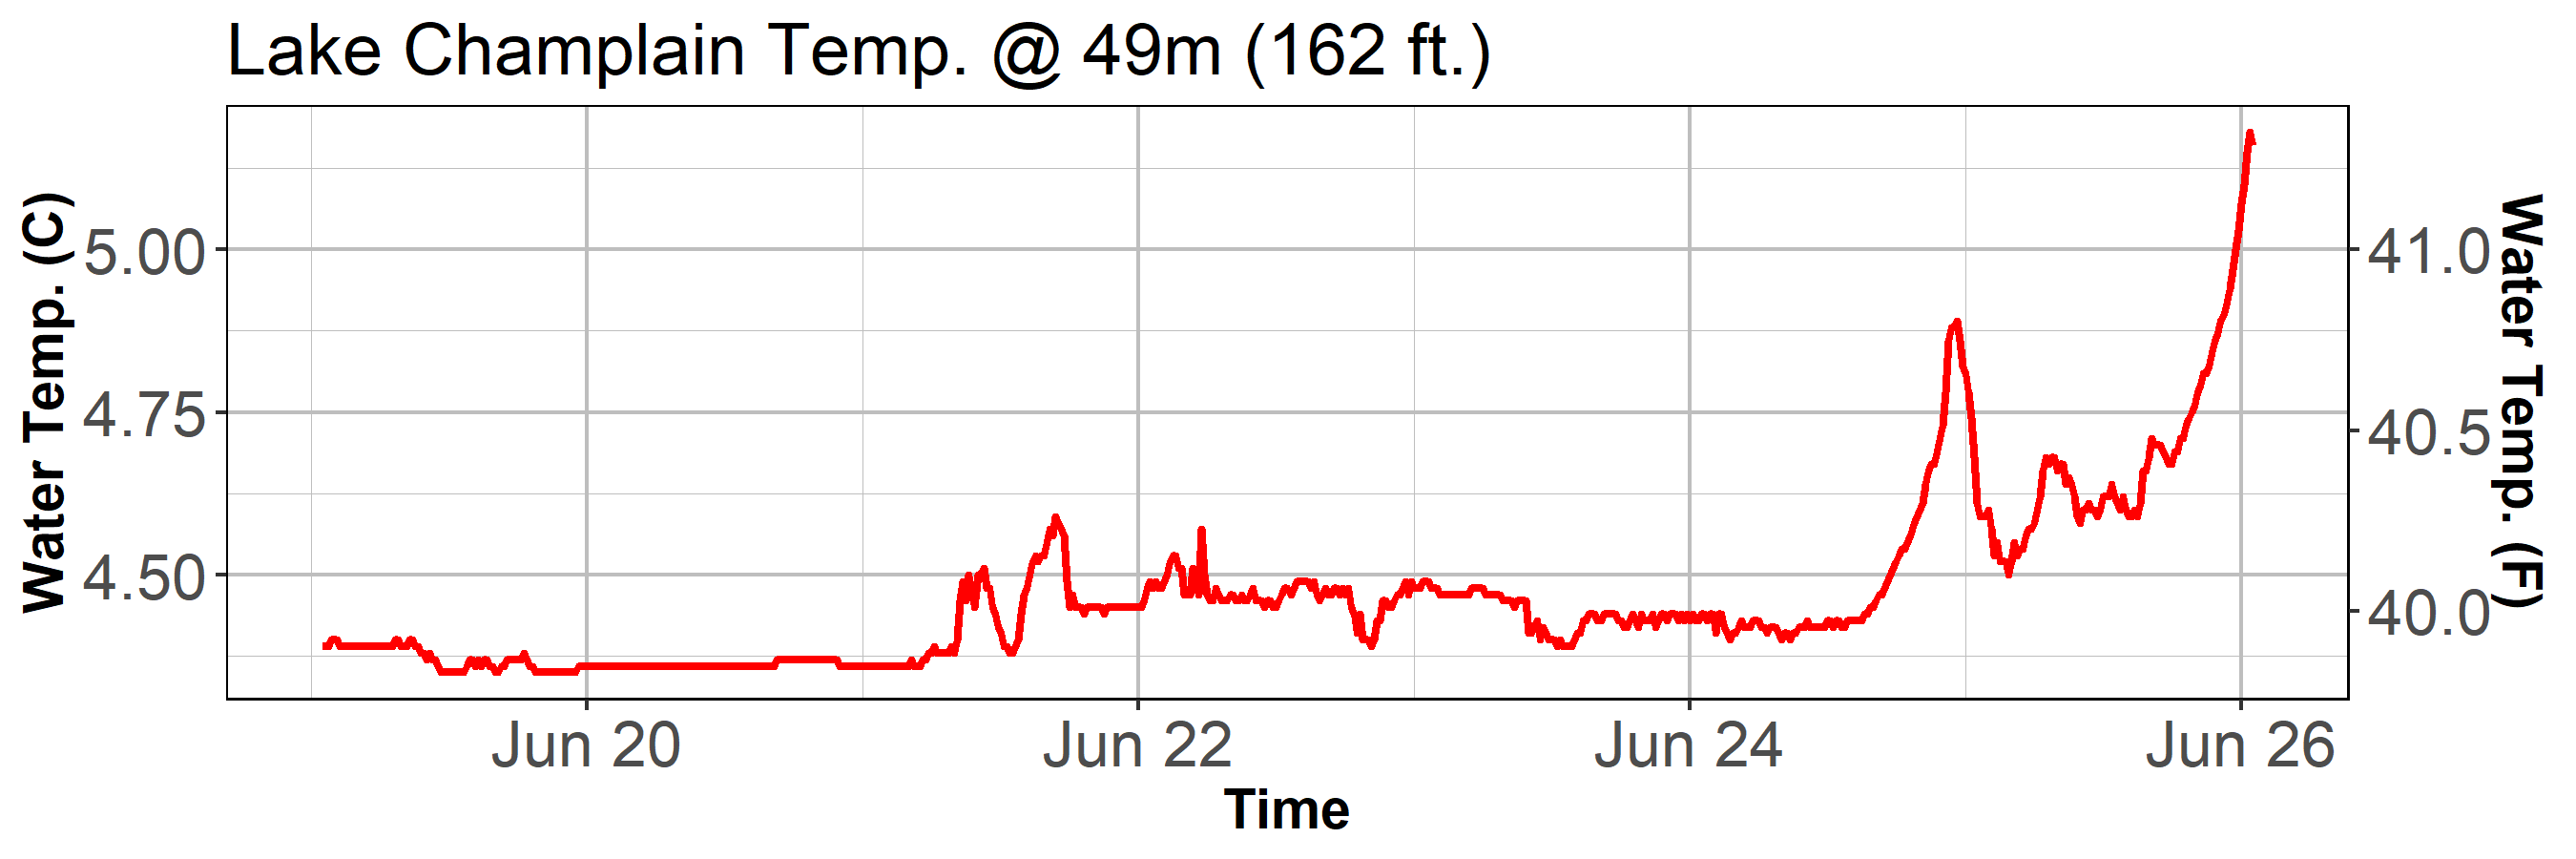 Lake Champlain Temp. @ 49m (162 ft.)
Water Temp. (C)
5.00
4.75
4.50
41.0
40.5
40.0
Water Temp. (F)
Jun 20
Jun 22
Jun 24
Jun 26
Time